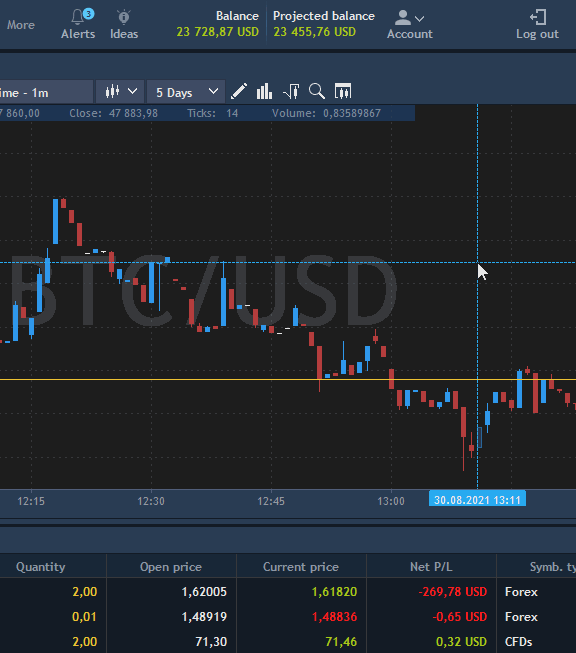 More
3
Alerts
Ideas
Balance
23 728,87 USD
Projected balance
23 455,76 USD
Account
Log out
ime - 1m
5 Days
7 860,00 Close: 47 883,98 Ticks: 14 Volume: 0,83589867
BTC/USD
12:15 12:30 12:45 13:00 30.08.2021 13:11
Quantity Open price Current price Net P/L Symb. ty
2,00 1,62005 1,61820 -269,78 USD Forex
0,01 1,48919 1,48836 -0,65 USD Forex
2,00 71,30 71,46 0,32 USD CFDs